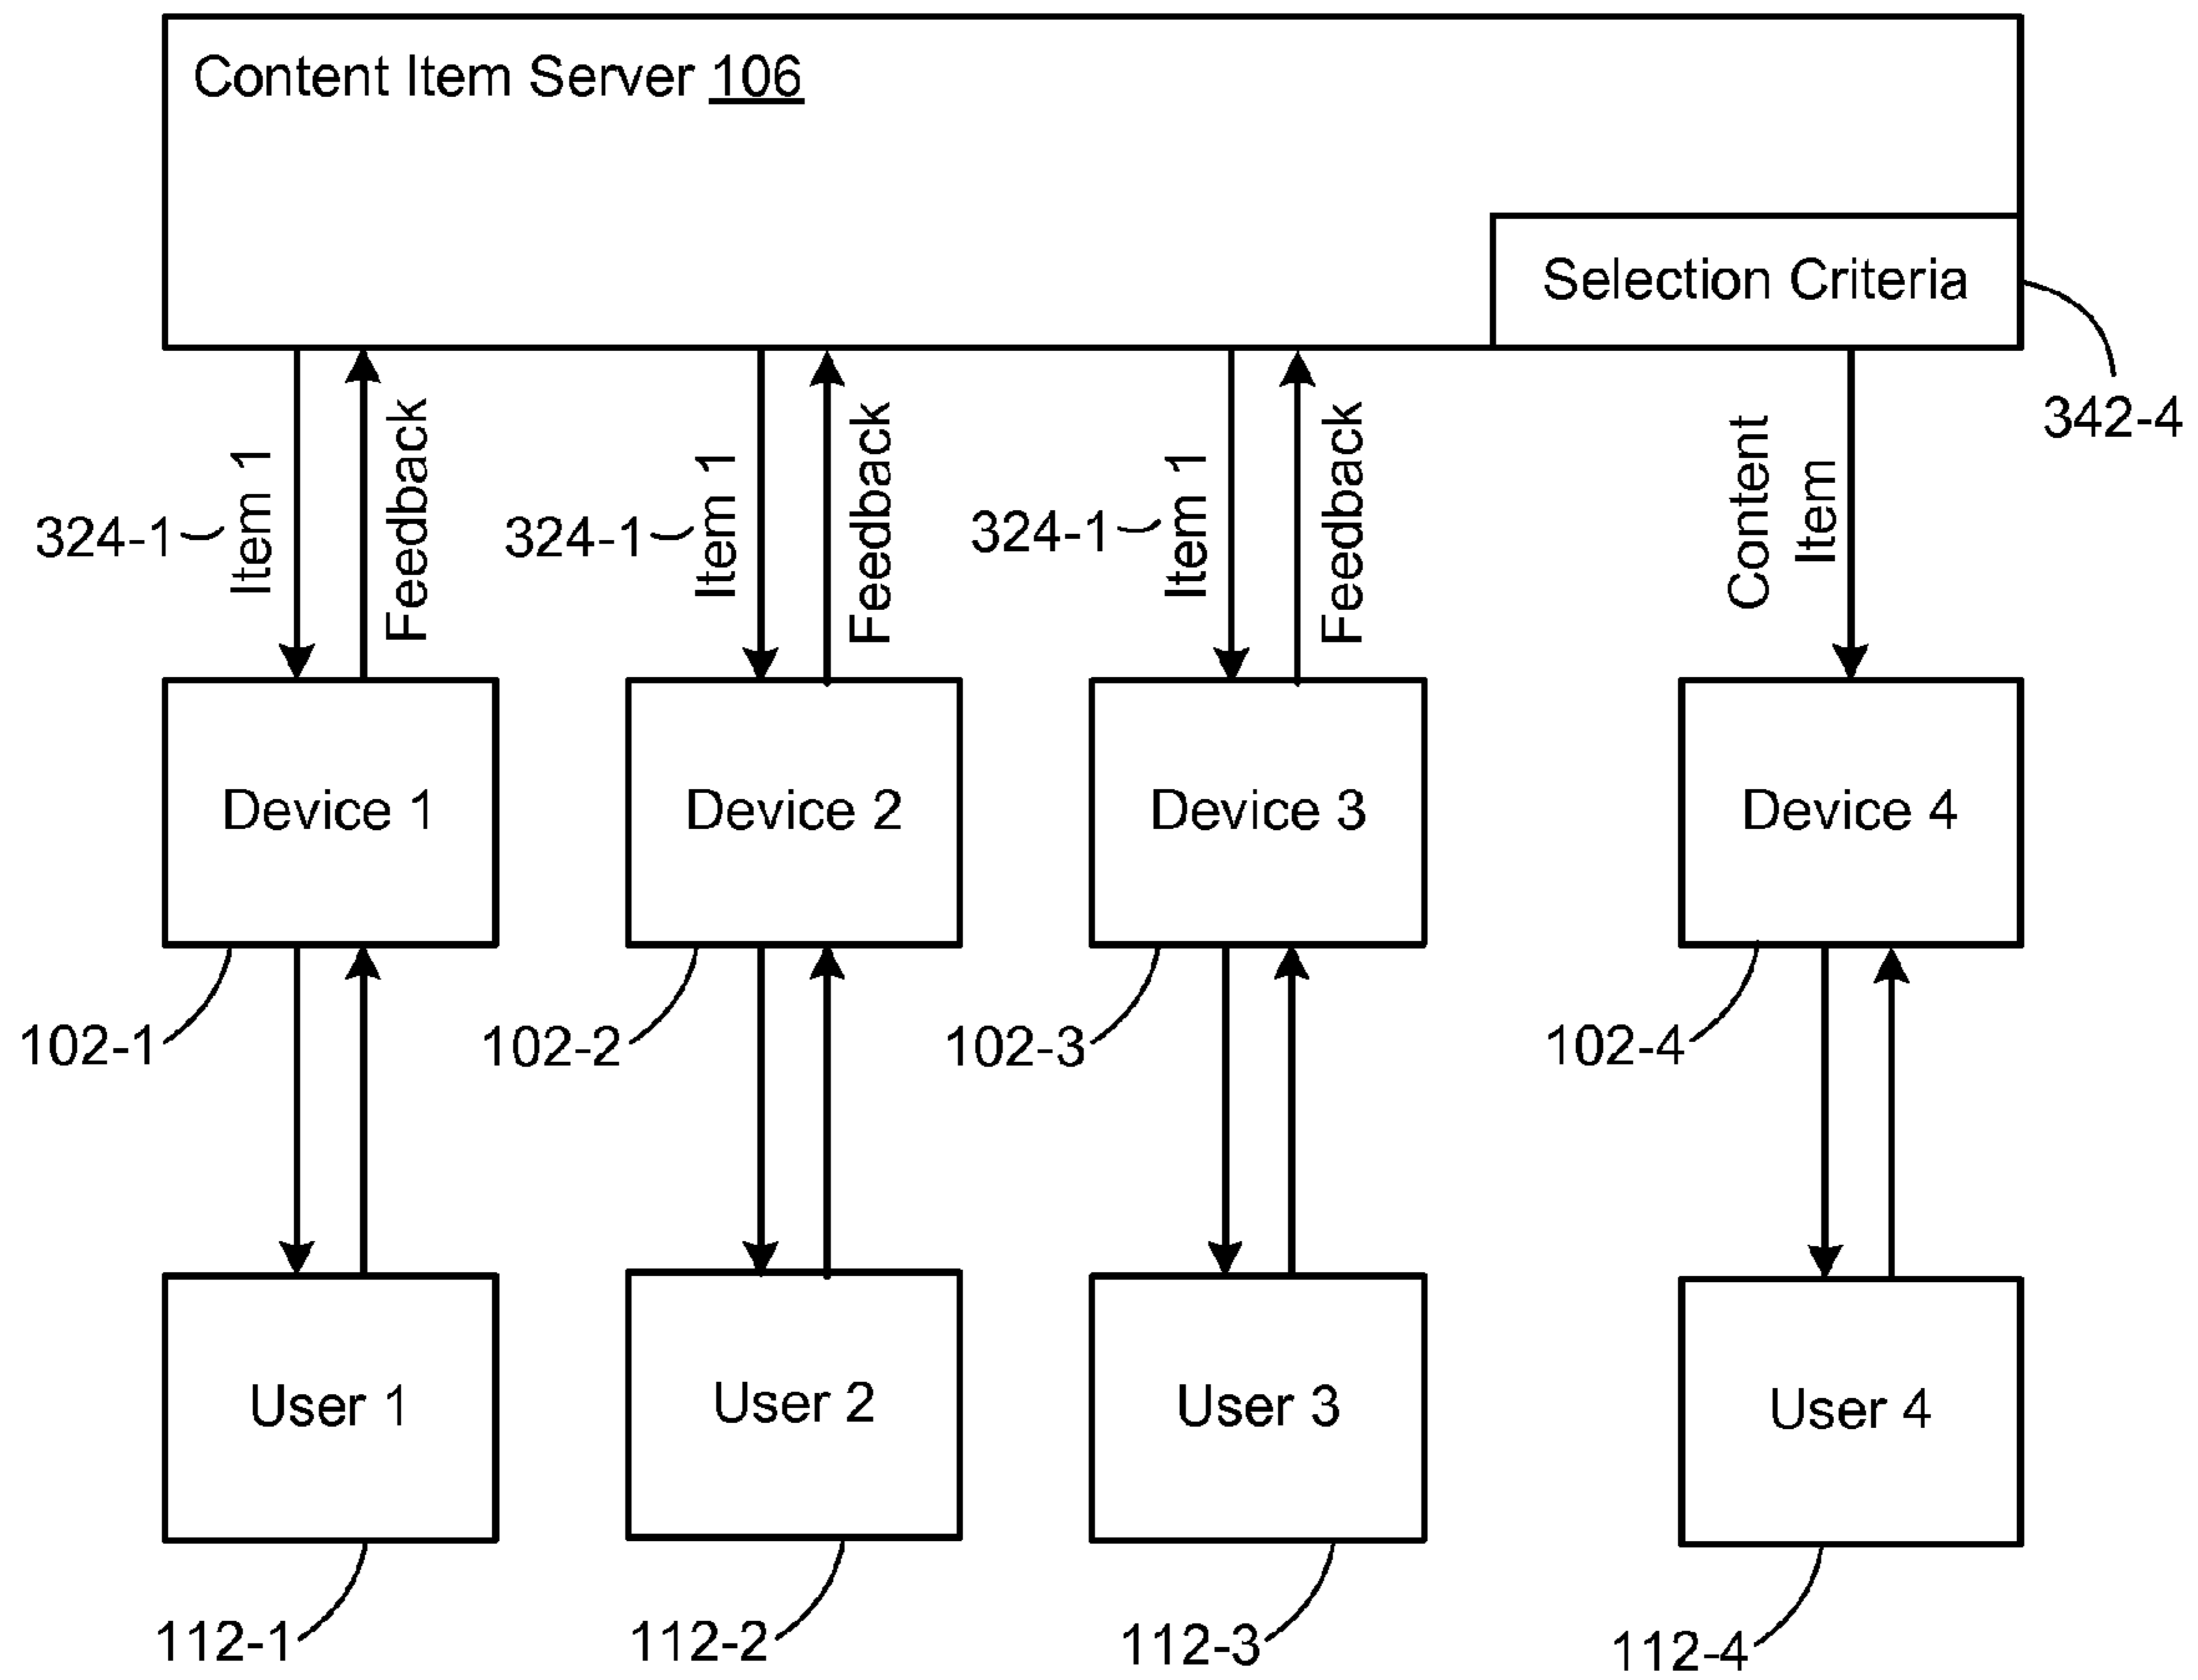 Content Item Server 106
Selection Criteria
342-4
324-1
Item 1
Feedback
324-1
Item 1
Feedback
324-1
Item 1
Feedback
Content
Item
Device 1
Device 2
Device 3
Device 4
102-1
102-2
102-3
102-4
User 1
User 2
User 3
User 4
112-1
112-2
112-3
112-4